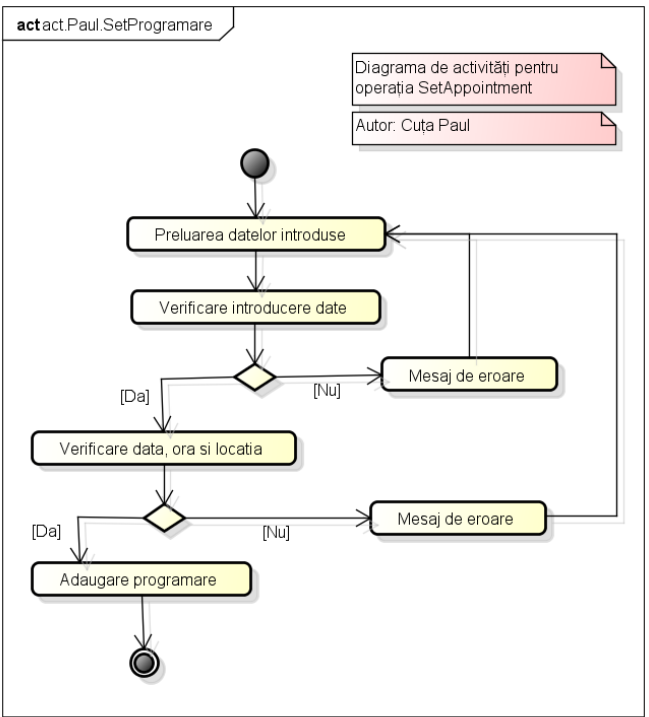 act act.Paul.SetProgramare
Diagrama de activități pentru
operația SetAppointment
Autor: Cuța Paul
Preluarea datelor introduse
Verificare introducere date
[Da]
[Nu]
Mesaj de eroare
Verificare data, ora si locatia
[Da]
[Nu]
Mesaj de eroare
Adaugare programare